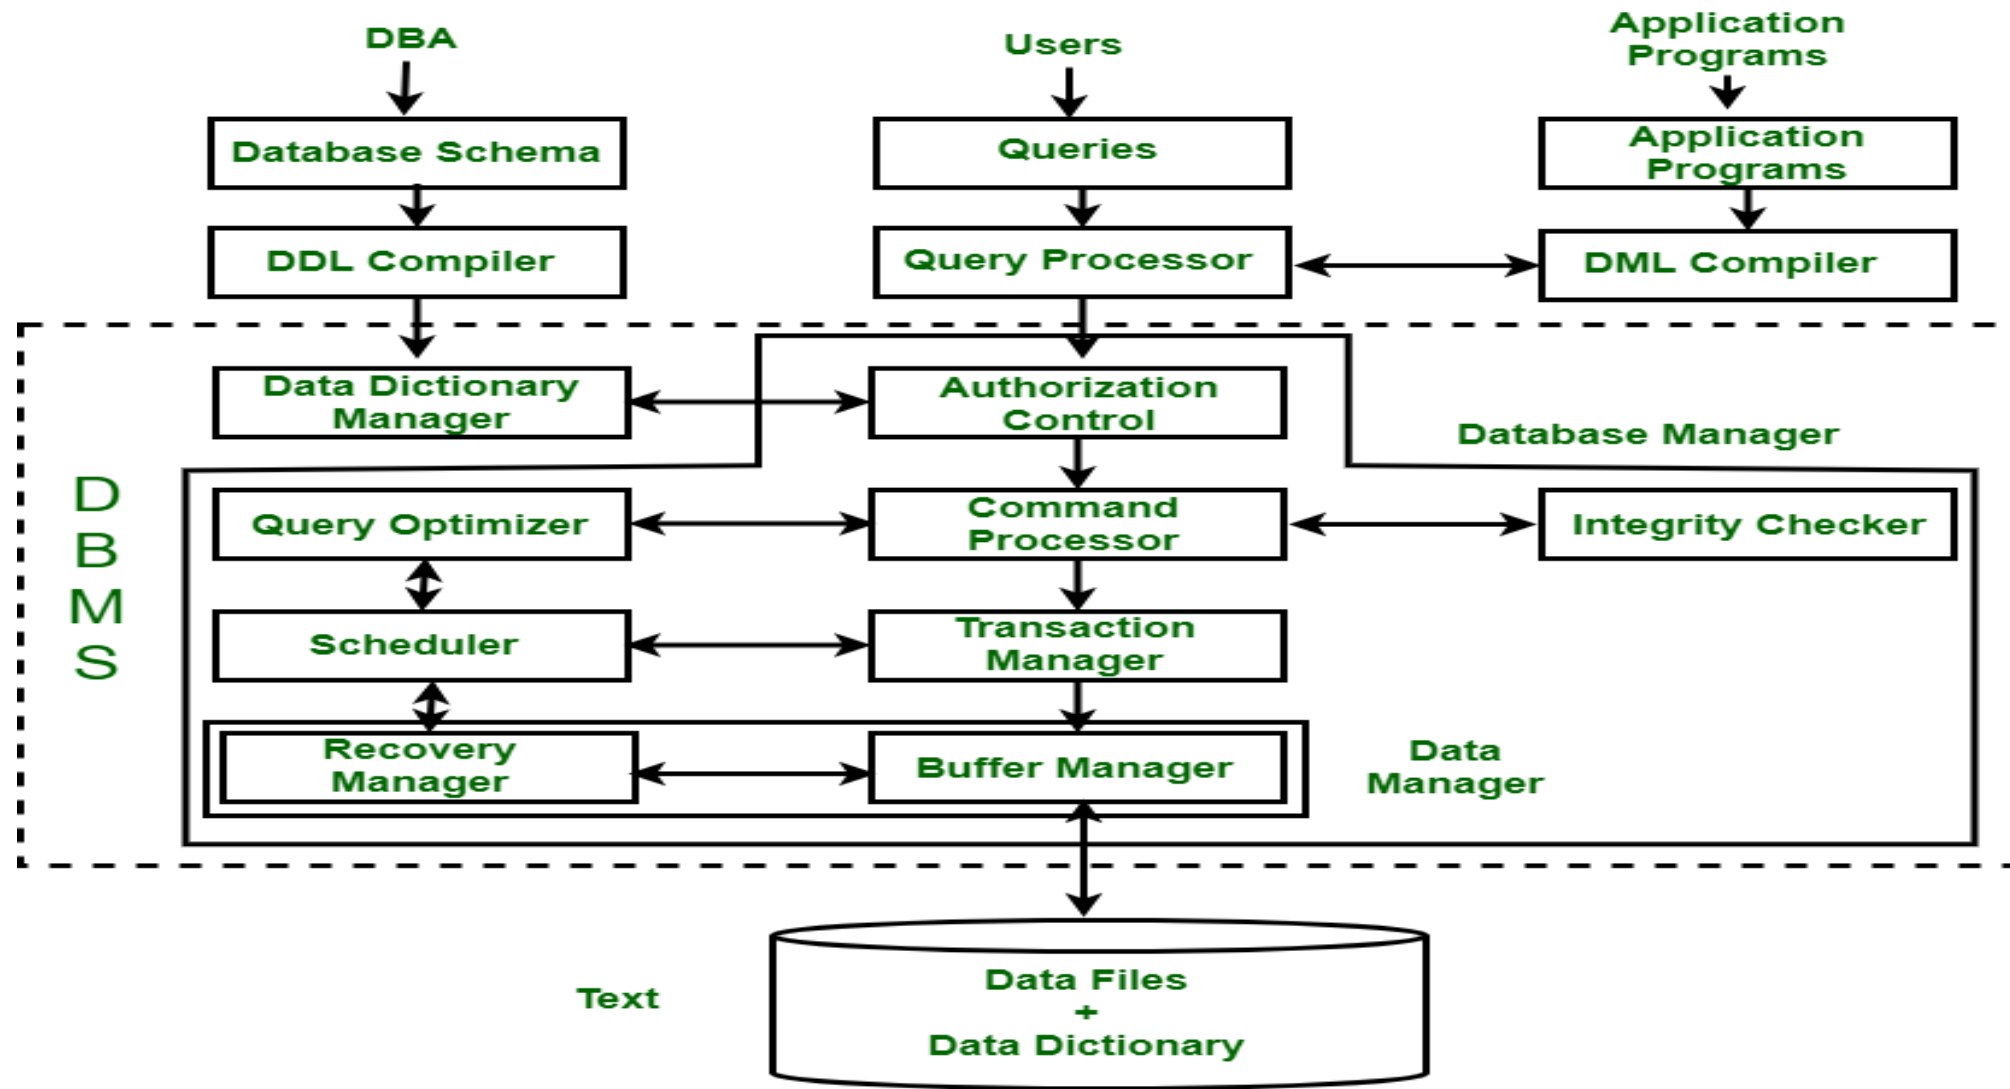 DBA
Users
Application
Programs
Database Schema
Queries
Application
Programs
DDL Compiler
Query Processor
DML Compiler
Data Dictionary
Manager
Authorization
Control
Database Manager
D
B
M
S
Query Optimizer
Command
Processor
Integrity Checker
Scheduler
Transaction
Manager
Recovery
Manager
Buffer Manager
Data
Manager
Text
Data Files
+
Data Dictionary